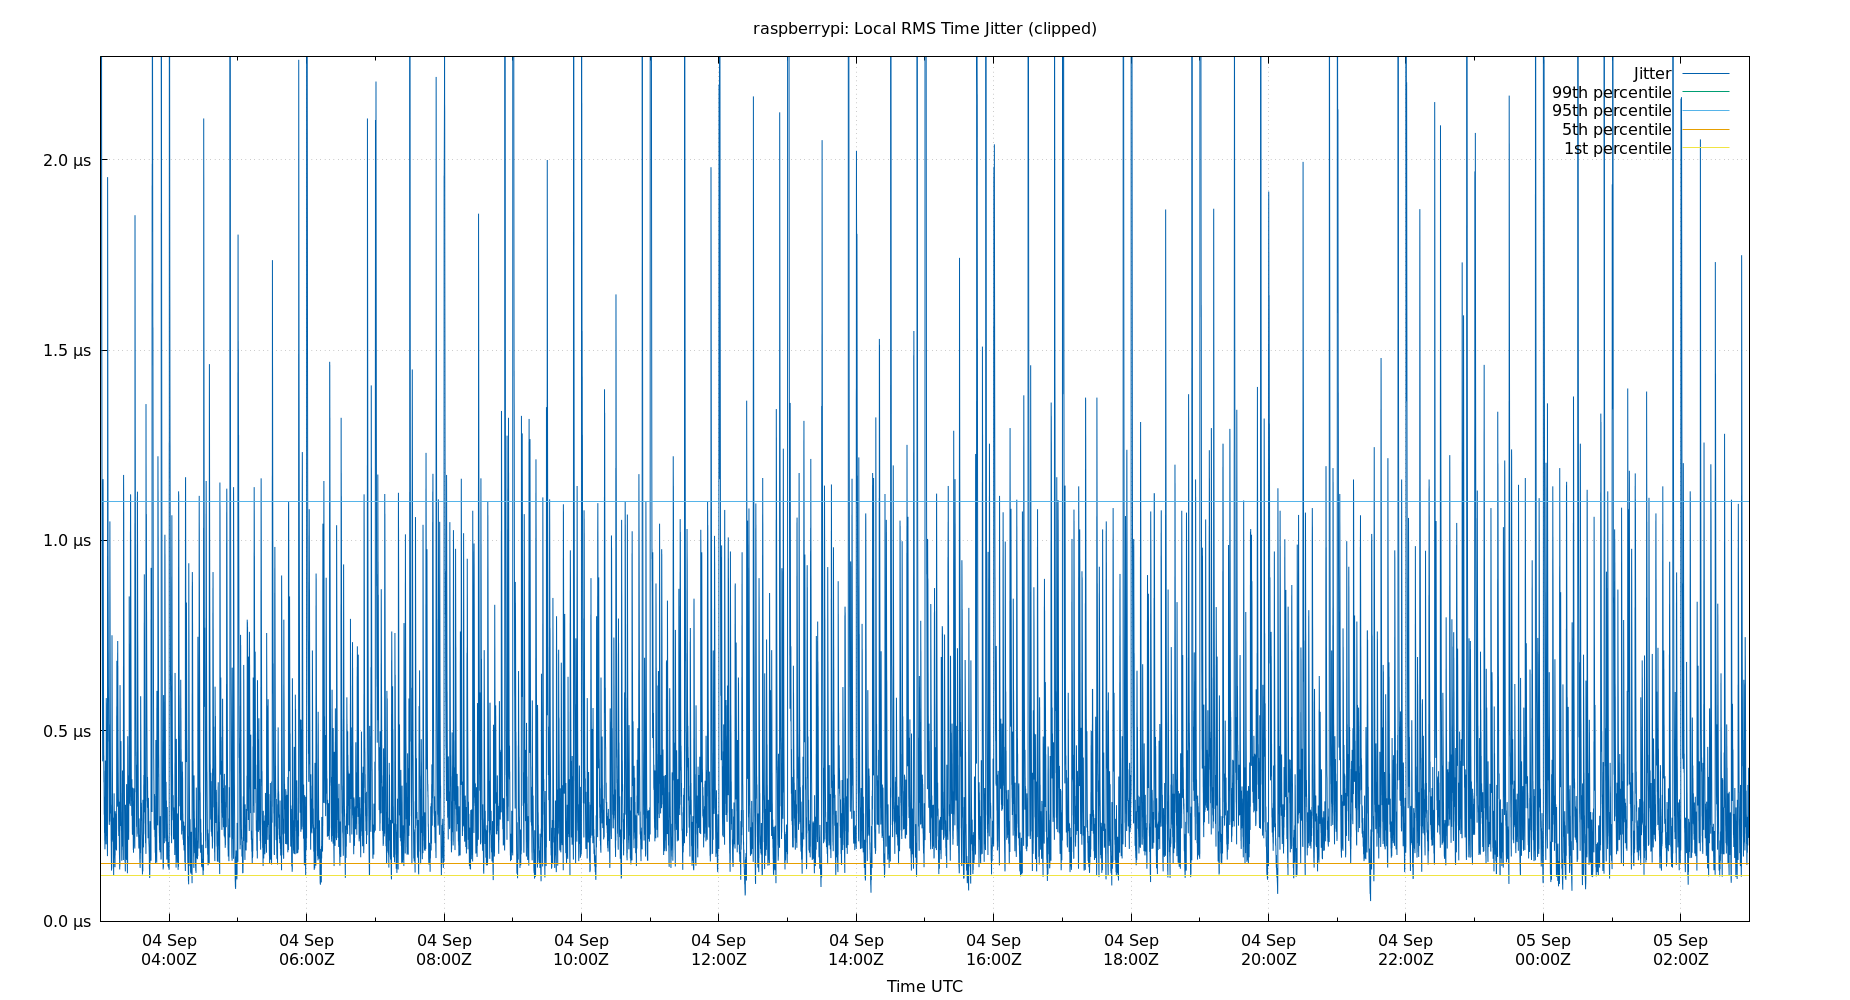 raspberrypi: Local RMS Time Jitter (clipped)
Jitter
99th percentile
95th percentile
5th percentile
1st percentile
2.0 µs
1.5 µs
1.0 µs
0.5 µs
0.0 µs
04 Sep 04 Sep 04 Sep 04 Sep 04 Sep 04 Sep 04 Sep 04 Sep 04 Sep 04 Sep 05 Sep 05 Sep
04:00Z 06:00Z 08:00Z 10:00Z 12:00Z 14:00Z 16:00Z 18:00Z 20:00Z 22:00Z 00:00Z 02:00Z
Time UTC